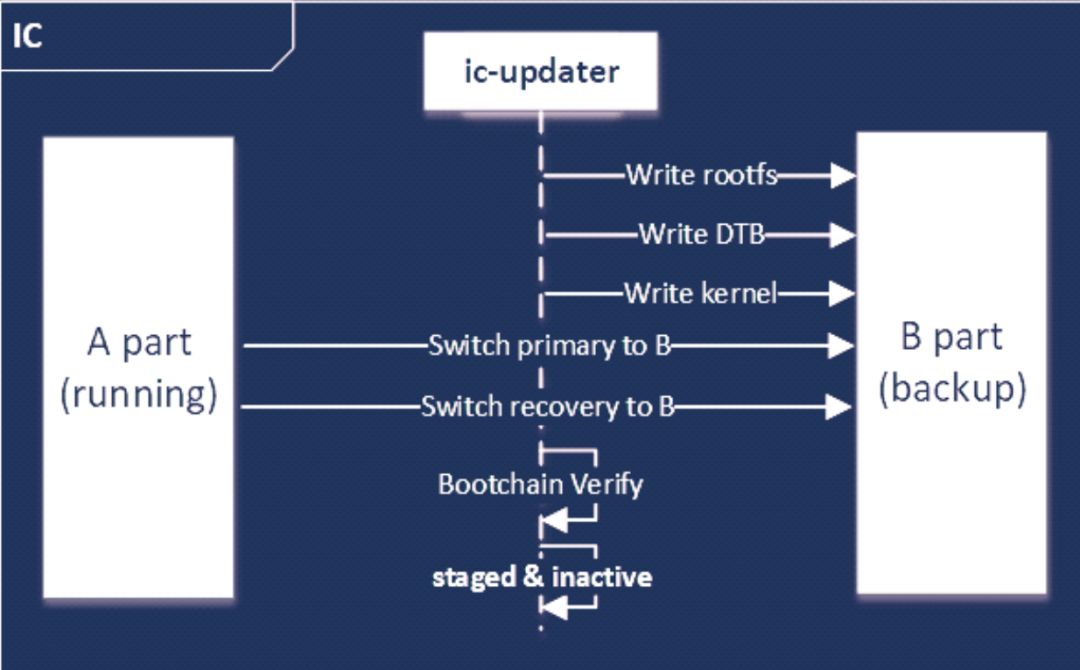 IC
ic-updater
Write rootfs
Write DTB
Write kernel
A part
(running)
Switch primary to B
B part
(backup)
Switch recovery to B
Bootchain Verify
staged & inactive